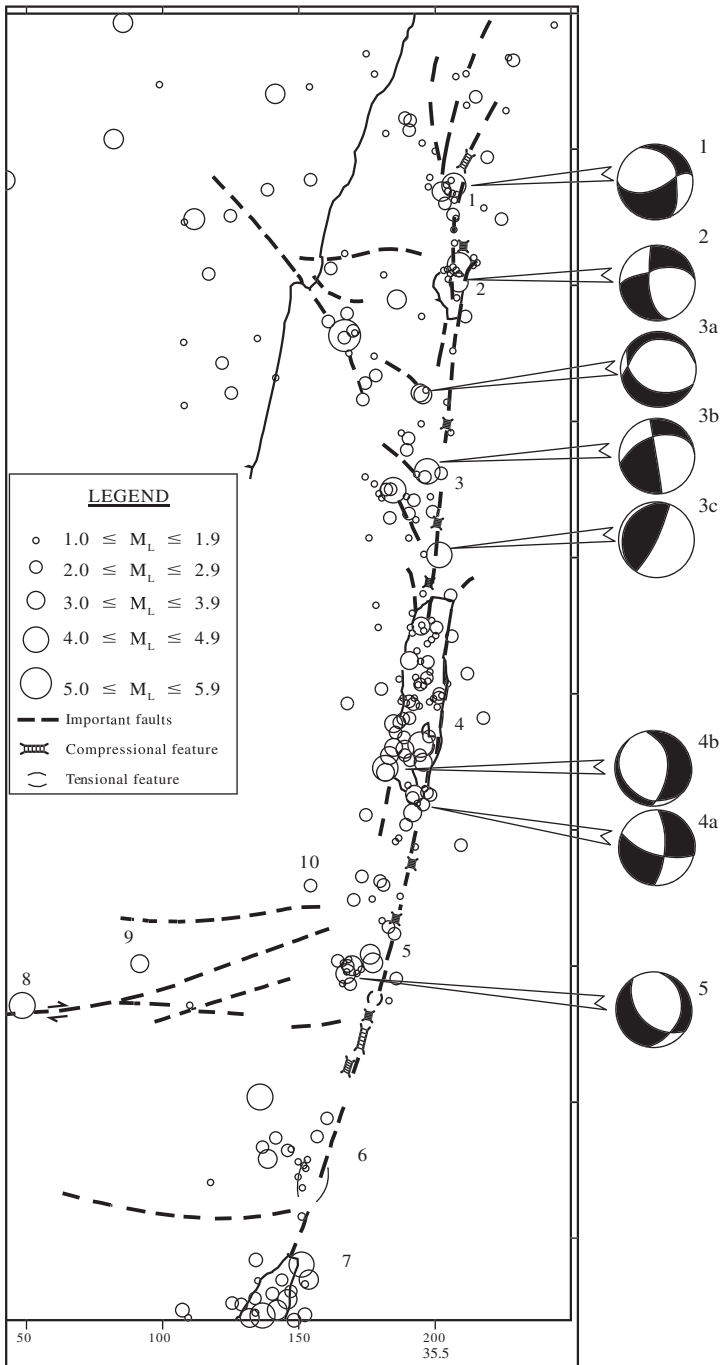 1
2
3a
3b
3c
4b
4a
5
1
2
3
4
5
6
7
8
9
10
LEGEND
1.0 ≤ M_L ≤ 1.9
2.0 ≤ M_L ≤ 2.9
3.0 ≤ M_L ≤ 3.9
4.0 ≤ M_L ≤ 4.9
5.0 ≤ M_L ≤ 5.9
Important faults
Compressional feature
Tensional feature
50 100 150 200
35.5